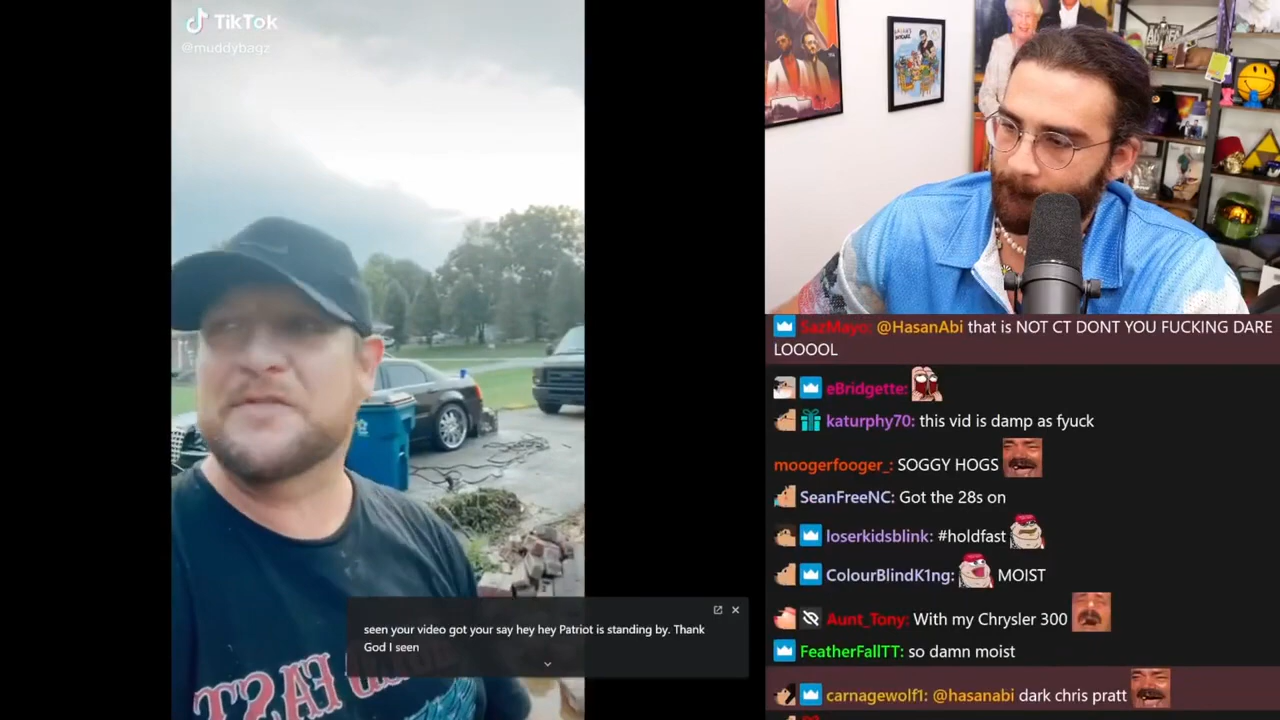 TikTok
@muddybagz
HOLD FAST
seen your video got your say hey hey Patriot is standing by. Thank
God I seen
SazMayo: @HasanAbi that is NOT CT DONT YOU FUCKING DARE
LOOOOL
eBridgette:
katurphy70: this vid is damp as fyuck
moogerfooger_: SOGGY HOGS
SeanFreeNC: Got the 28s on
loserkidsblink: #holdfast
ColourBlindK1ng: MOIST
Aunt_Tony: With my Chrysler 300
FeatherFallTT: so damn moist
carnagewolf1: @hasanabi dark chris pratt